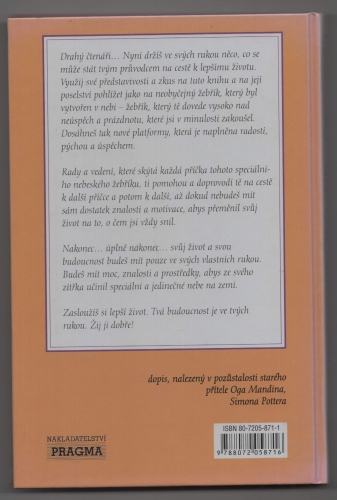 Drahý čtenáři... Nyní držíš ve svých rukou něco, co se
může stát tvým průvodcem na cestě k lepšímu životu.
Využij své představivosti a zkus na tuto knihu a na její
poselství pohlížet jako na neobyčejný žebřík, který byl
vytvořen v nebi – žebřík, který tě dovede vysoko nad
neúspěch a prázdnotu, které jsi v minulosti zakoušel.
Dosáhneš tak nové platformy, která je naplněna radostí,
pýchou a úspěchem.
Rady a vedení, které skýtá každá příčka tohoto speciální-
ho nebeského žebříku, ti pomohou a doprovodí tě na cestě
k další příčce a potom k další, až dokud nebudeš mít
sám dostatek znalostí a motivace, abys přeměnil svůj
život na to, o čem jsi vždy snil.
Nakonec... úplně nakonec... svůj život a svou
budoucnost budeš mít pouze ve svých vlastních rukou.
Budeš mít moc, znalosti a prostředky, aby ze svého
zítřka učinil speciální a jedinečné nebe na zemi.
Zasloužíš si lepší život. Tvá budoucnost je ve tvých
rukou. Žij ji dobře!
dopis, nalezený v pozůstalosti starého
přítele Oga Mandina,
Simona Pottera
NAKLADATELSTVÍ
PRAGMA
ISBN 80-7205-871-1
9 788072 058716